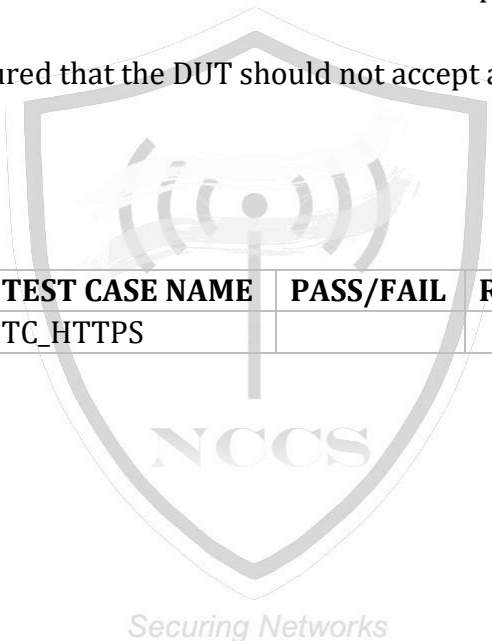 ured that the DUT should not accept a
TEST CASE NAME PASS/FAIL R
TC_HTTPS
NCCS
Securing Networks